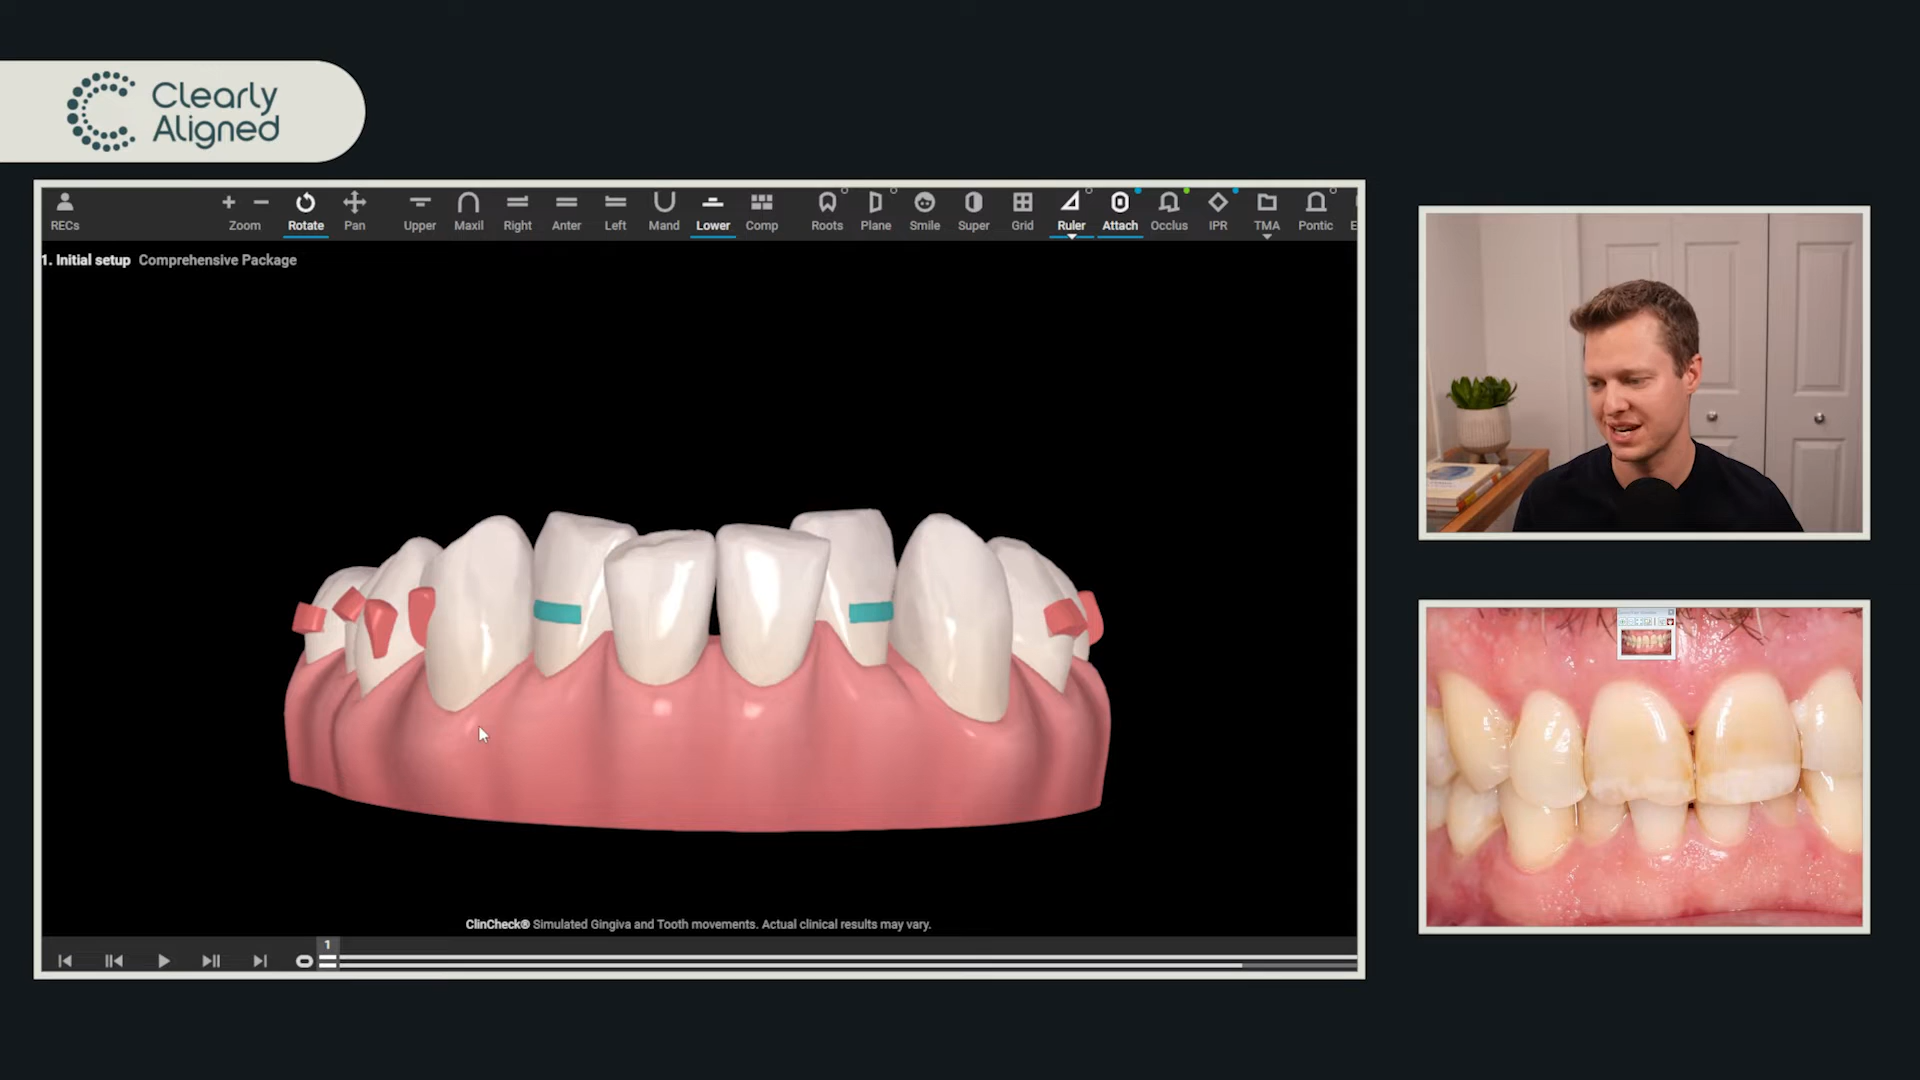 Clearly
Aligned
RECs
Zoom
Rotate
Pan
Upper
Maxil
Right
Anter
Left
Mand
Lower
Comp
Roots
Plane
Smile
Super
Grid
Ruler
Attach
Occlus
IPR
TMA
Pontic
E
1. Initial setup Comprehensive Package
ClinCheck® Simulated Gingiva and Tooth movements. Actual clinical results may vary.
1